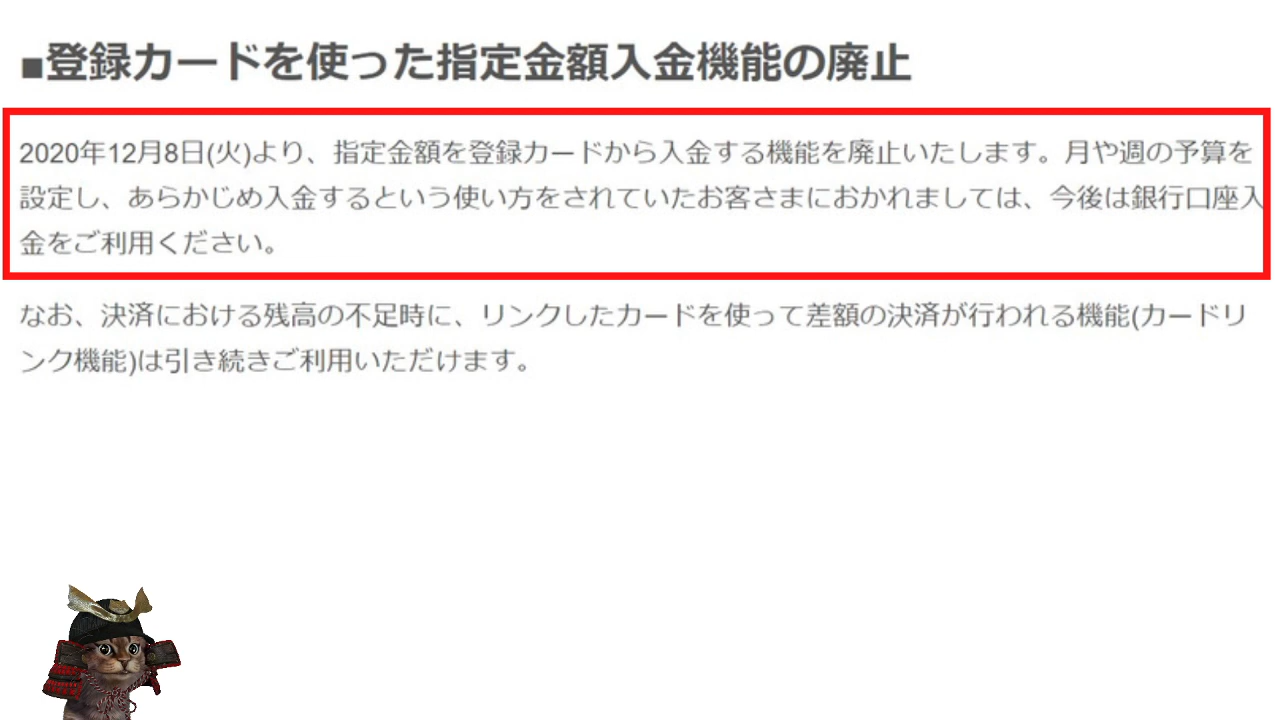 ■登録カードを使った指定金額入金機能の廃止
2020年12月8日(火)より、指定金額を登録カードから入金する機能を廃止いたします。月や週の予算を
設定し、あらかじめ入金するという使い方をされていたお客さまにおかれましては、今後は銀行口座入
金をご利用ください。
なお、決済における残高の不足時に、リンクしたカードを使って差額の決済が行われる機能(カードリ
ンク機能)は引き続きご利用いただけます。